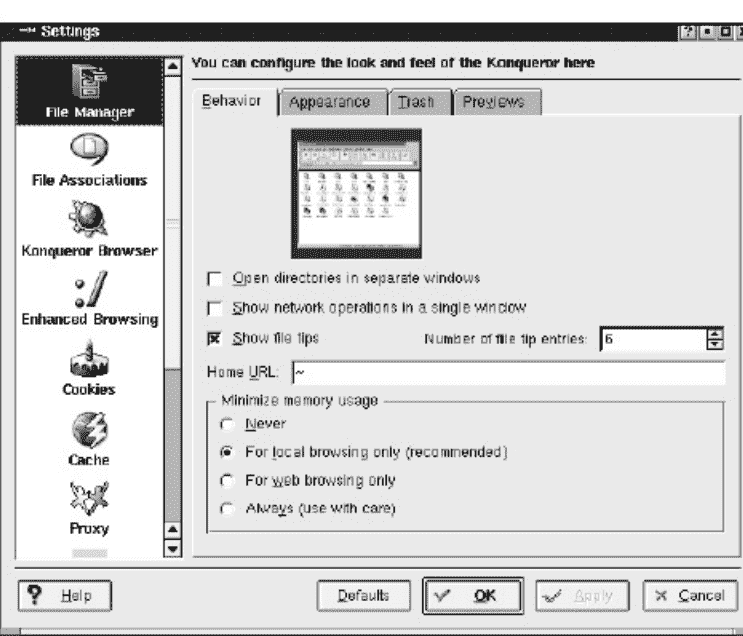 Settings
You can configure the look and feel of the Konqueror here
File Manager
File Associations
Konqueror Browser
Enhanced Browsing
Cookies
Cache
Proxy
Behavior Appearance Trash Previews
Open directories in separate windows
Show network operations in a single window
Show file tips Number of file tip entries: 6
Home URL: ~
Minimize memory usage
Never
For local browsing only (recommended)
For web browsing only
Always (use with care)
? Help Defaults OK Apply Cancel